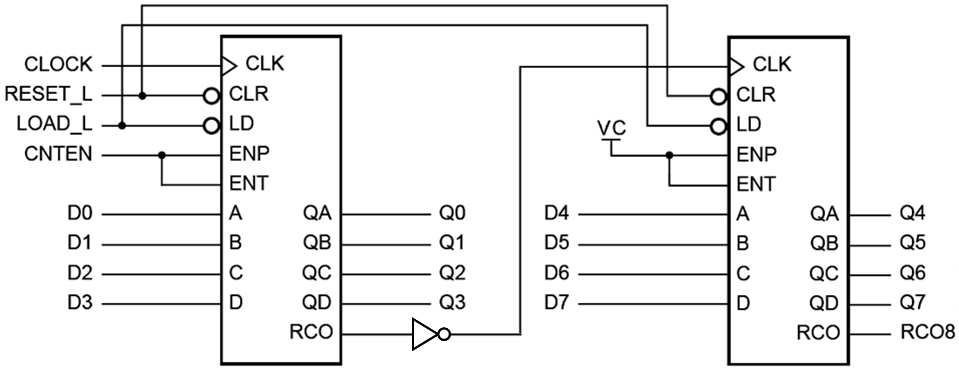 CLOCK CLK CLK
RESET_L CLR CLR
LOAD_L LD VC LD
CNTEN ENP ENP
ENT ENT
D0 A QA Q0 D4 A QA Q4
D1 B QB Q1 D5 B QB Q5
D2 C QC Q2 D6 C QC Q6
D3 D QD Q3 D7 D QD Q7
RCO RCO RCO8